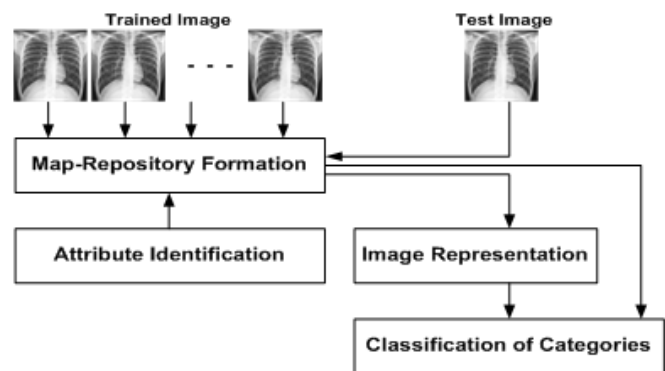 Trained Image
Test Image
- - -
Map-Repository Formation
Attribute Identification
Image Representation
Classification of Categories